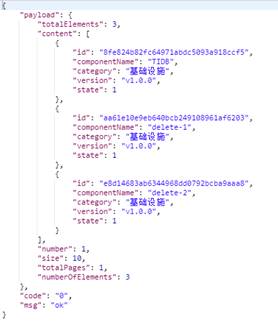 {
"payload": {
"totalElements": 3,
"content": [
{
"id": "8fe824b82fc64971abdc5093a918ccf5",
"componentName": "TIDB",
"category": "基础设施",
"version": "v1.0.0",
"state": 1
},
{
"id": "aa61e10e9eb640bcb249108961af6203",
"componentName": "delete-1",
"category": "基础设施",
"version": "v1.0.0",
"state": 1
},
{
"id": "e8d14683ab6344968dd0792bcba9aaa8",
"componentName": "delete-2",
"category": "基础设施",
"version": "v1.0.0",
"state": 1
}
],
"number": 1,
"size": 10,
"totalPages": 1,
"numberOfElements": 3
},
"code": "0",
"msg": "ok"
}